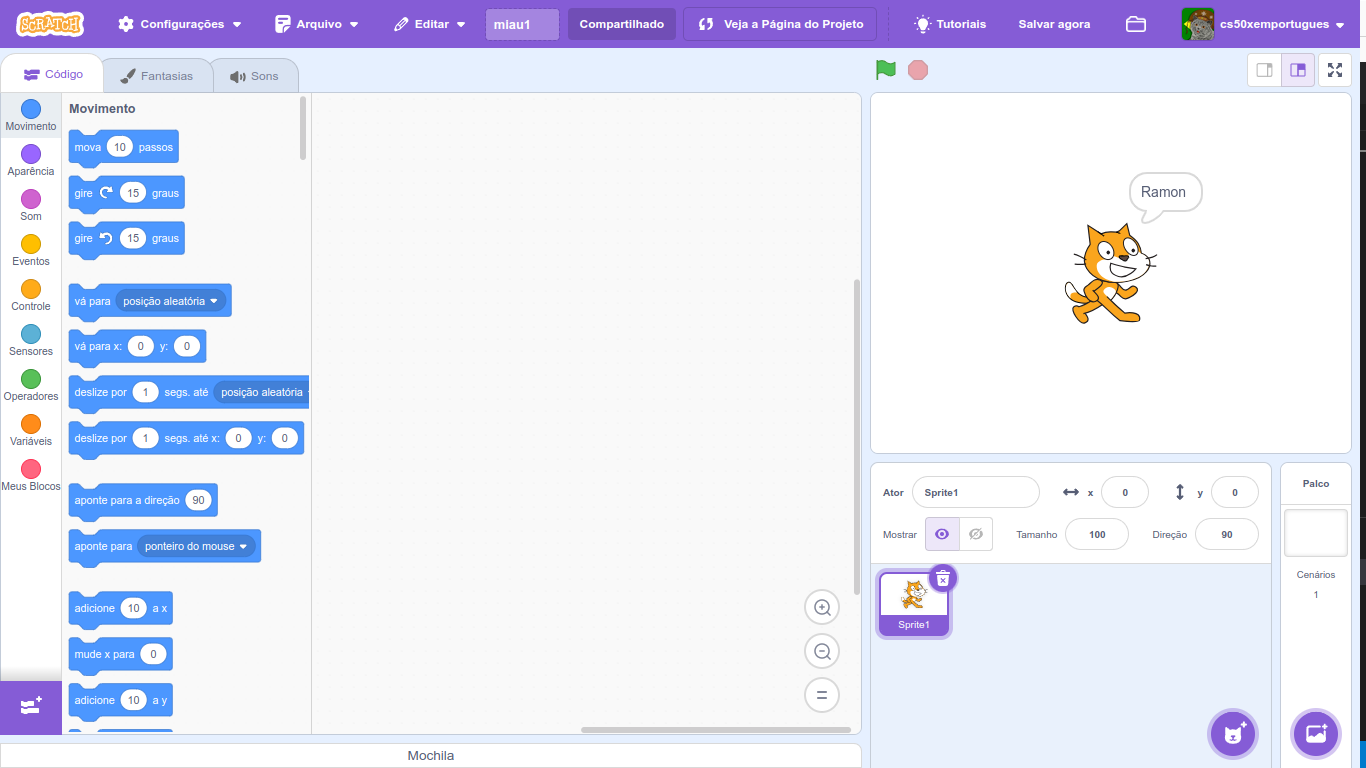 SCRATCH
Configurações
Arquivo
Editar
miau1
Compartilhado
Veja a Página do Projeto
Tutoriais
Salvar agora
cs50xemportugues
Código
Fantasias
Sons
Movimento
Aparência
Som
Eventos
Controle
Sensores
Operadores
Variáveis
Meus Blocos
Movimento
mova 10 passos
gire 15 graus
gire 15 graus
vá para posição aleatória
vá para x: 0 y: 0
deslize por 1 segs. até posição aleatória
deslize por 1 segs. até x: 0 y: 0
aponte para a direção 90
aponte para ponteiro do mouse
adicione 10 a x
mude x para 0
adicione 10 a y
Mochila
Ramon
Ator Sprite1 x 0 y 0
Mostrar Tamanho 100 Direção 90
Sprite1
Palco
Cenários
1